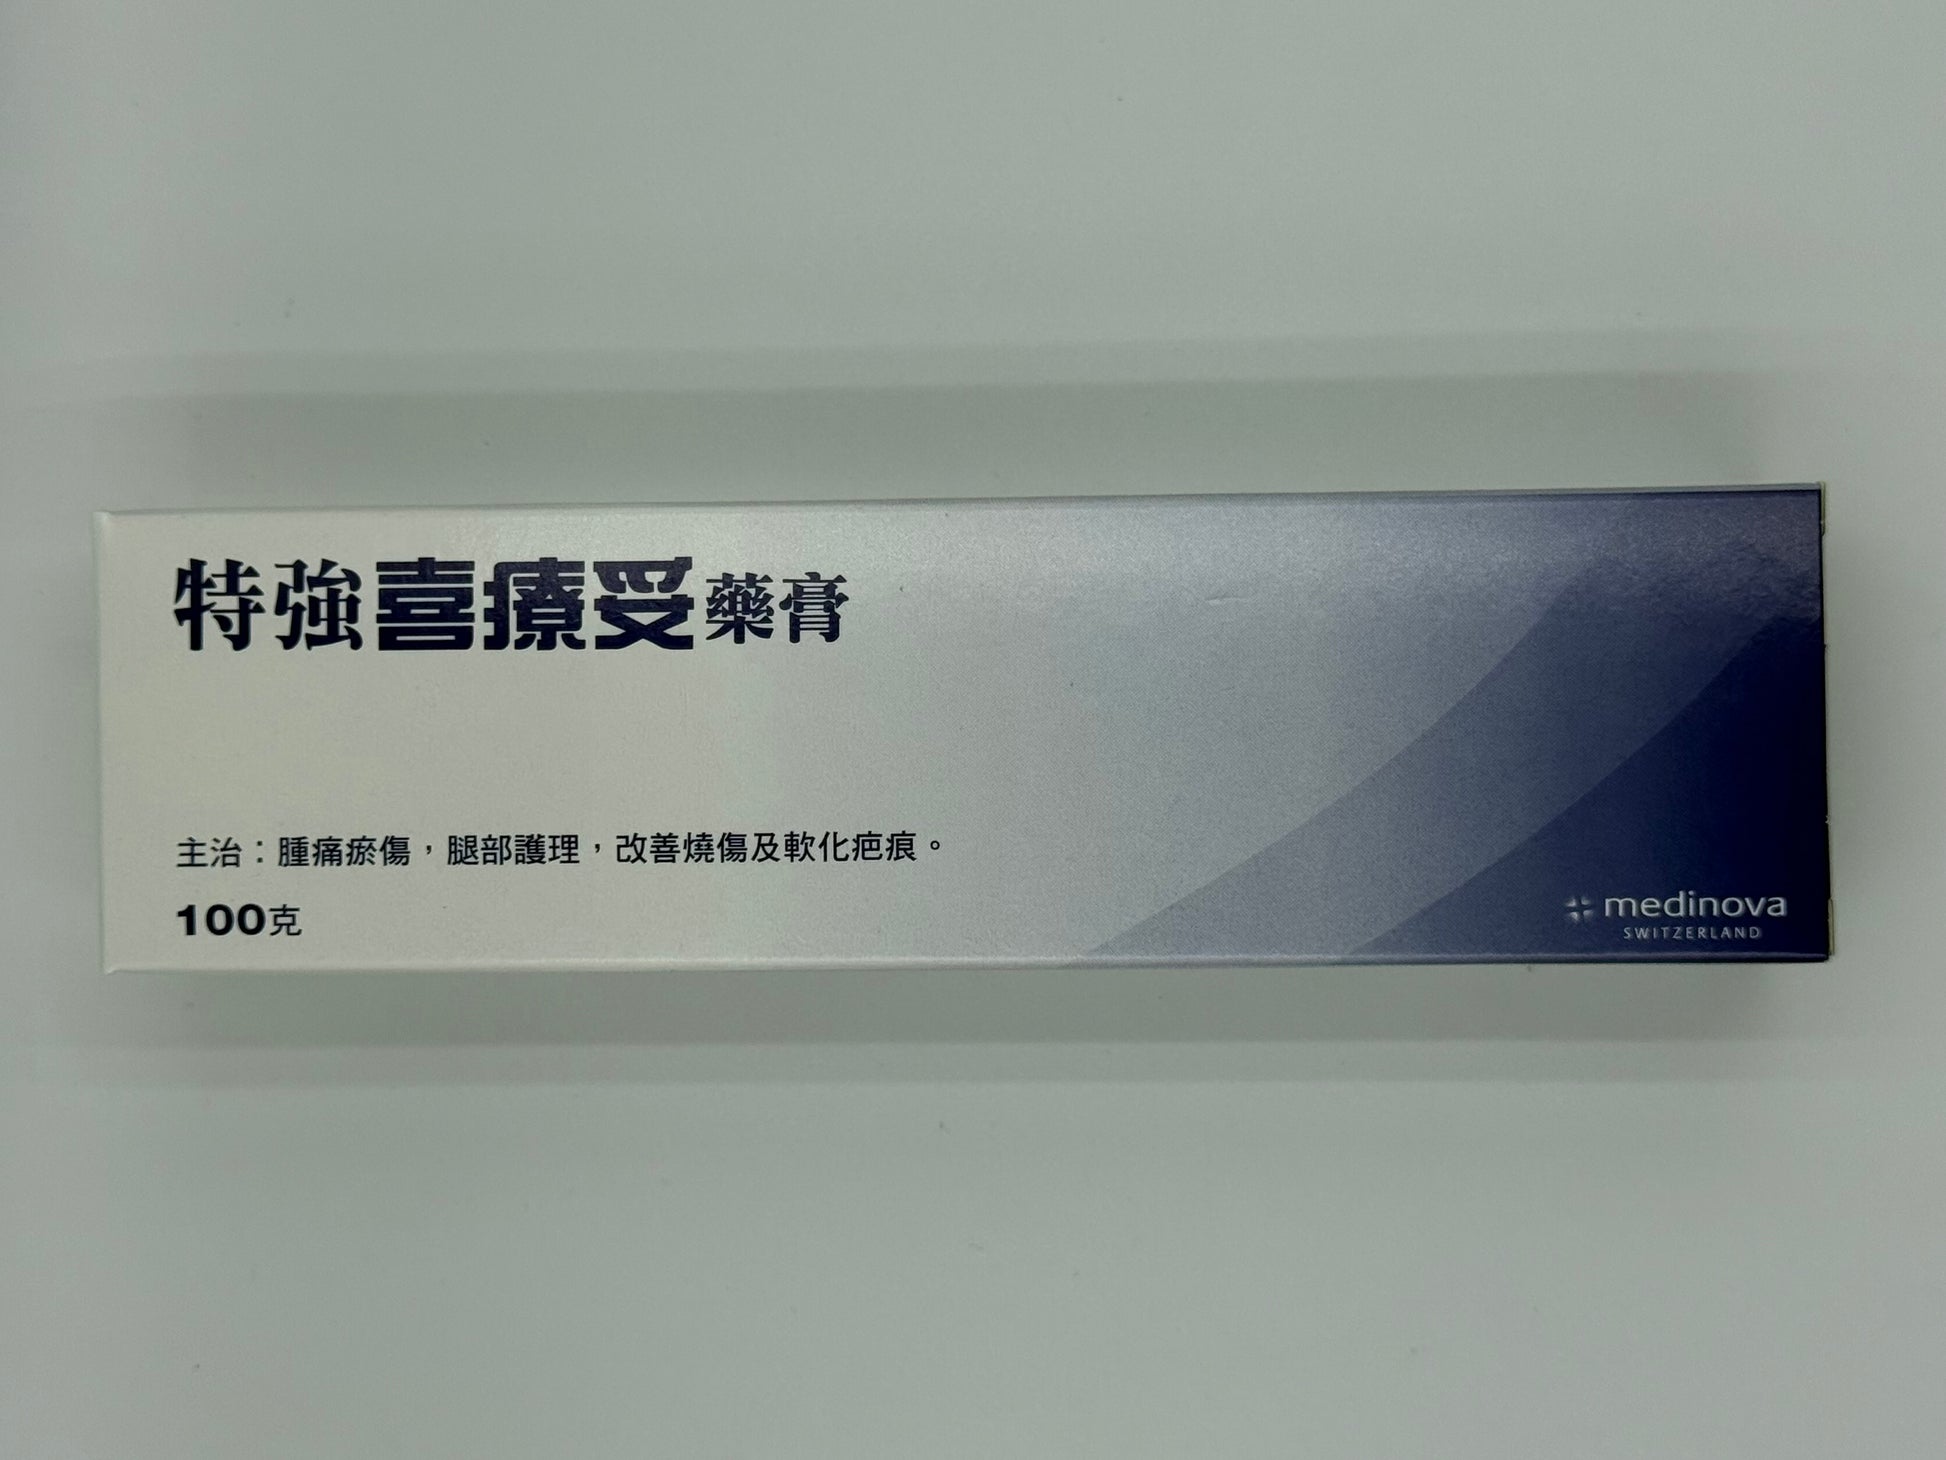 特強喜療妥藥膏
主治：腫痛瘀傷，腿部護理，改善燒傷及軟化疤痕。
100克
medinova
SWITZERLAND